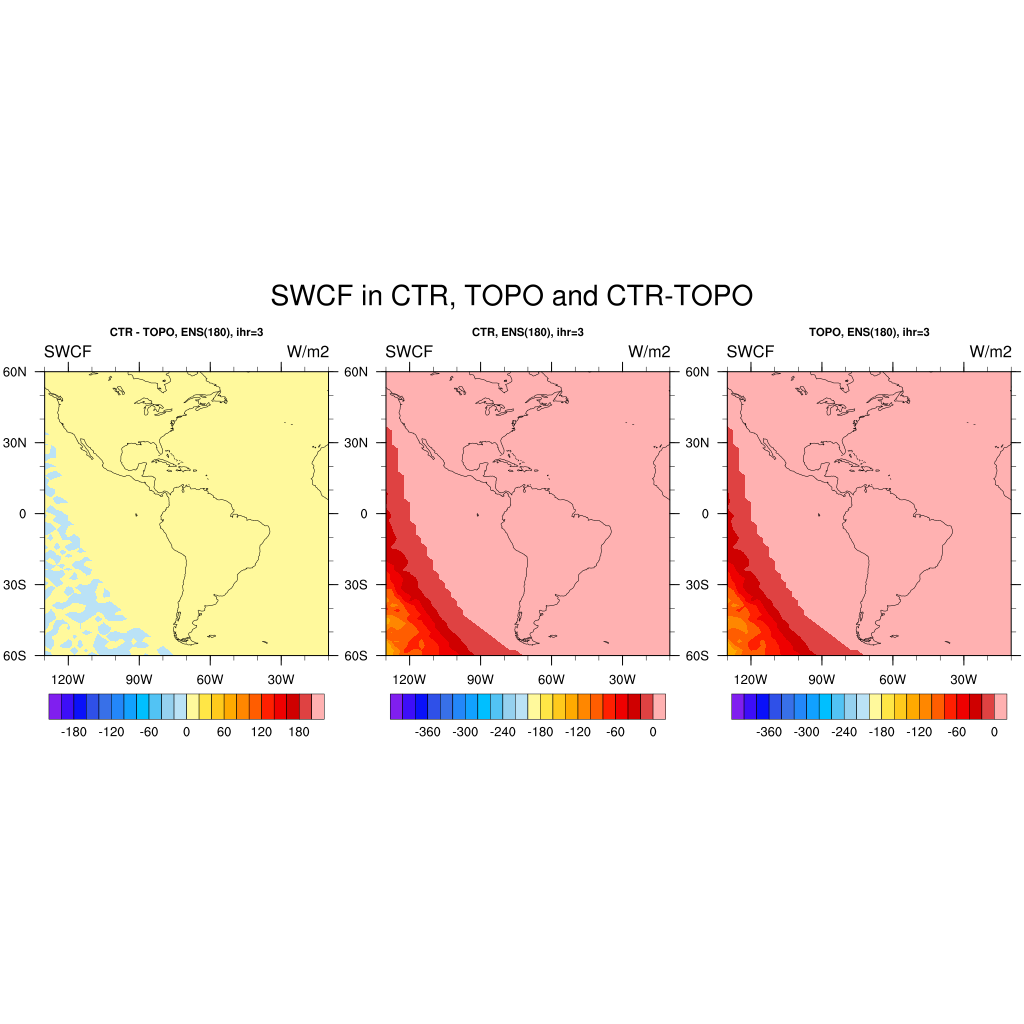 SWCF in CTR, TOPO and CTR-TOPO
CTR - TOPO, ENS(180), ihr=3
SWCF W/m2
60N
30N
0
30S
60S
120W 90W 60W 30W
-180 -120 -60 0 60 120 180
CTR, ENS(180), ihr=3
SWCF W/m2
60N
30N
0
30S
60S
120W 90W 60W 30W
-360 -300 -240 -180 -120 -60 0
TOPO, ENS(180), ihr=3
SWCF W/m2
60N
30N
0
30S
60S
120W 90W 60W 30W
-360 -300 -240 -180 -120 -60 0